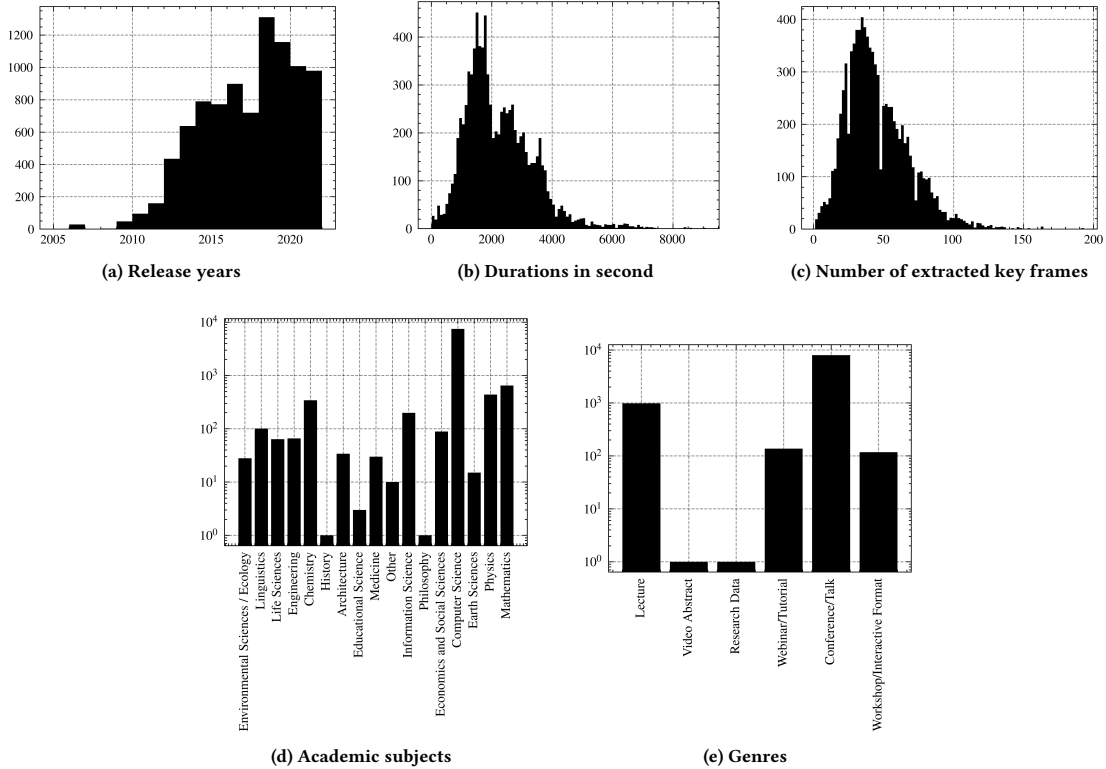 1200
1000
800
600
400
200
0
2005
2010
2015
2020
(a) Release years
400
300
200
100
0
0
2000
4000
6000
8000
(b) Durations in second
400
300
200
100
0
0
50
100
150
200
(c) Number of extracted key frames
10⁴
10³
10²
10¹
10⁰
Environmental Sciences / Ecology
Linguistics
Life Sciences
Engineering
Chemistry
History
Architecture
Educational Science
Medicine
Other
Information Science
Philosophy
Economics and Social Sciences
Computer Science
Earth Sciences
Physics
Mathematics
(d) Academic subjects
10⁴
10³
10²
10¹
10⁰
Lecture
Video Abstract
Research Data
Webinar/Tutorial
Conference/Talk
Workshop/Interactive Format
(e) Genres